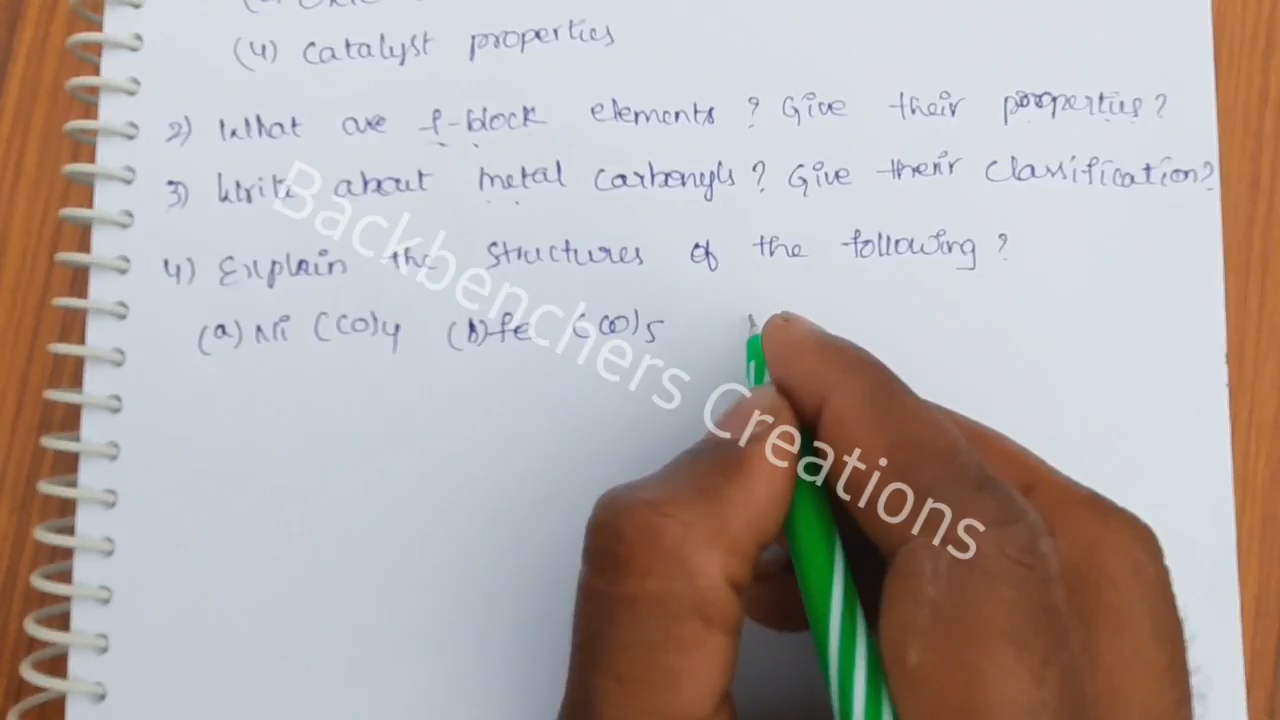 (4) Catalyst properties
2) What are f-block elements ? Give their properties ?
3) Write about metal carbonyls ? Give their Classification?
4) Explain the structures of the following ?
(a) Ni (CO)4 (b) fe (CO)5
Backbenchers Creations